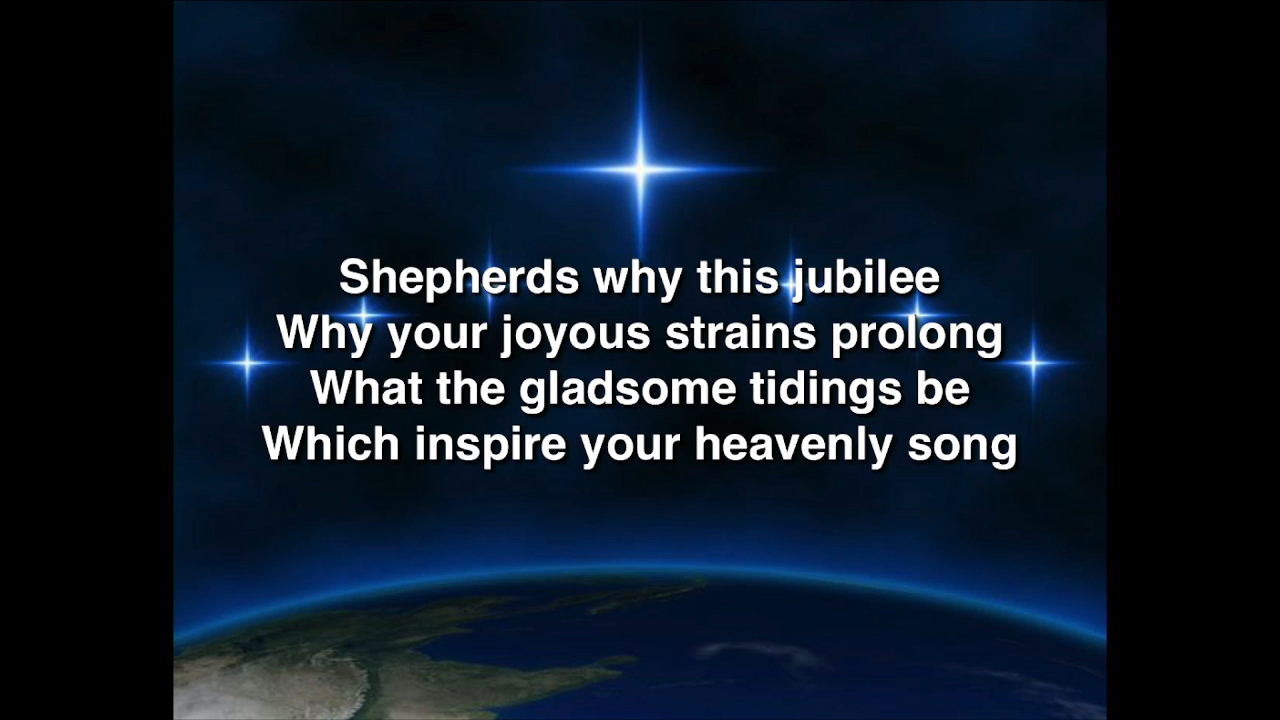 Shepherds why this jubilee
Why your joyous strains prolong
What the gladsome tidings be
Which inspire your heavenly song